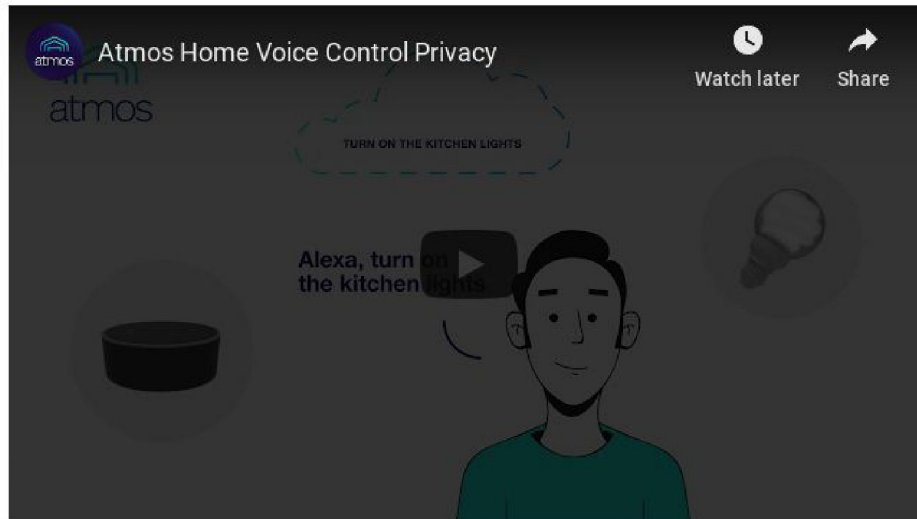 atmos
Atmos Home Voice Control Privacy
Watch later
Share
atmos
TURN ON THE KITCHEN LIGHTS
Alexa, turn on
the kitchen lights